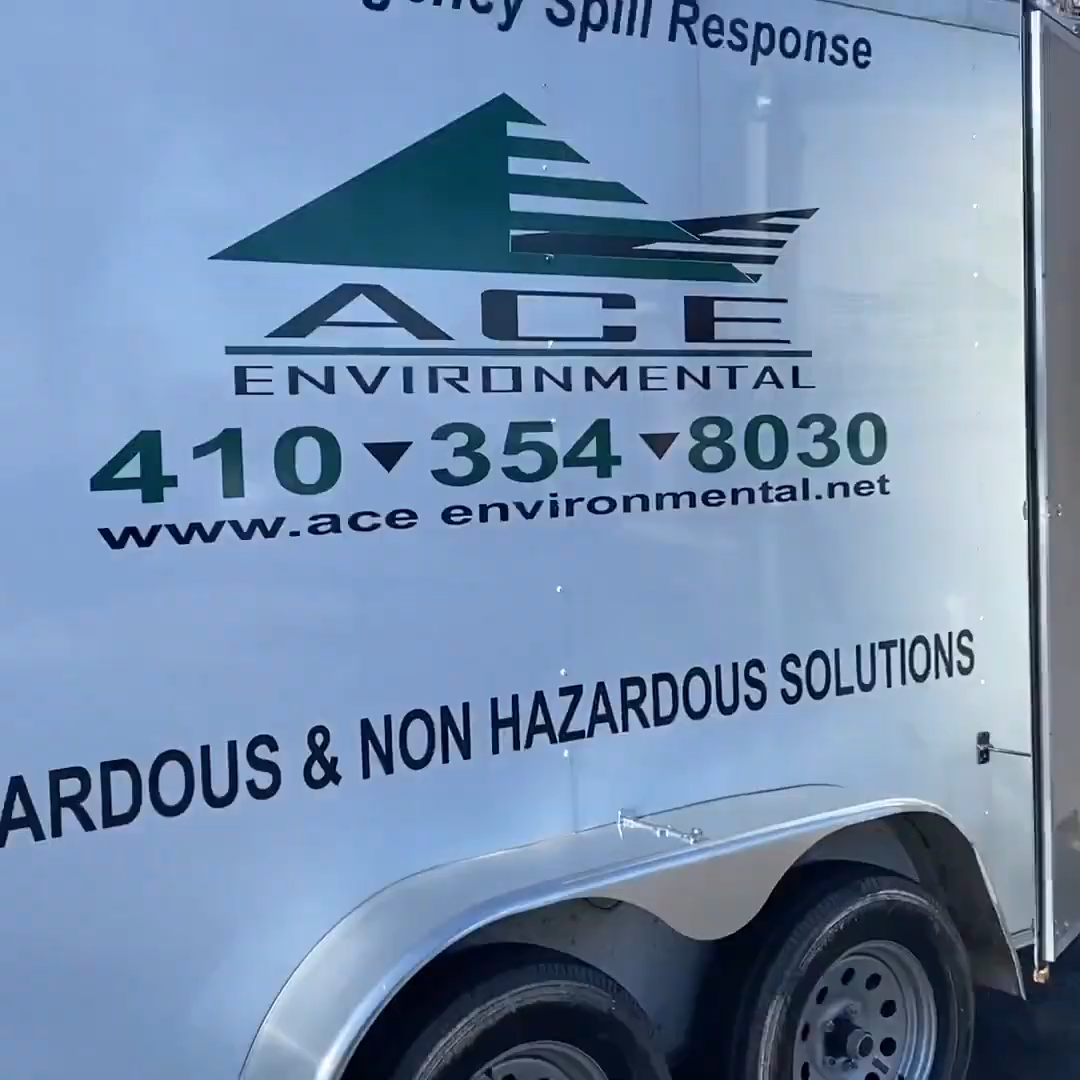 Spill Response
ACE
ENVIRONMENTAL
410▼354▼8030
www.ace environmental.net
ARDOUS & NON HAZARDOUS SOLUTIONS